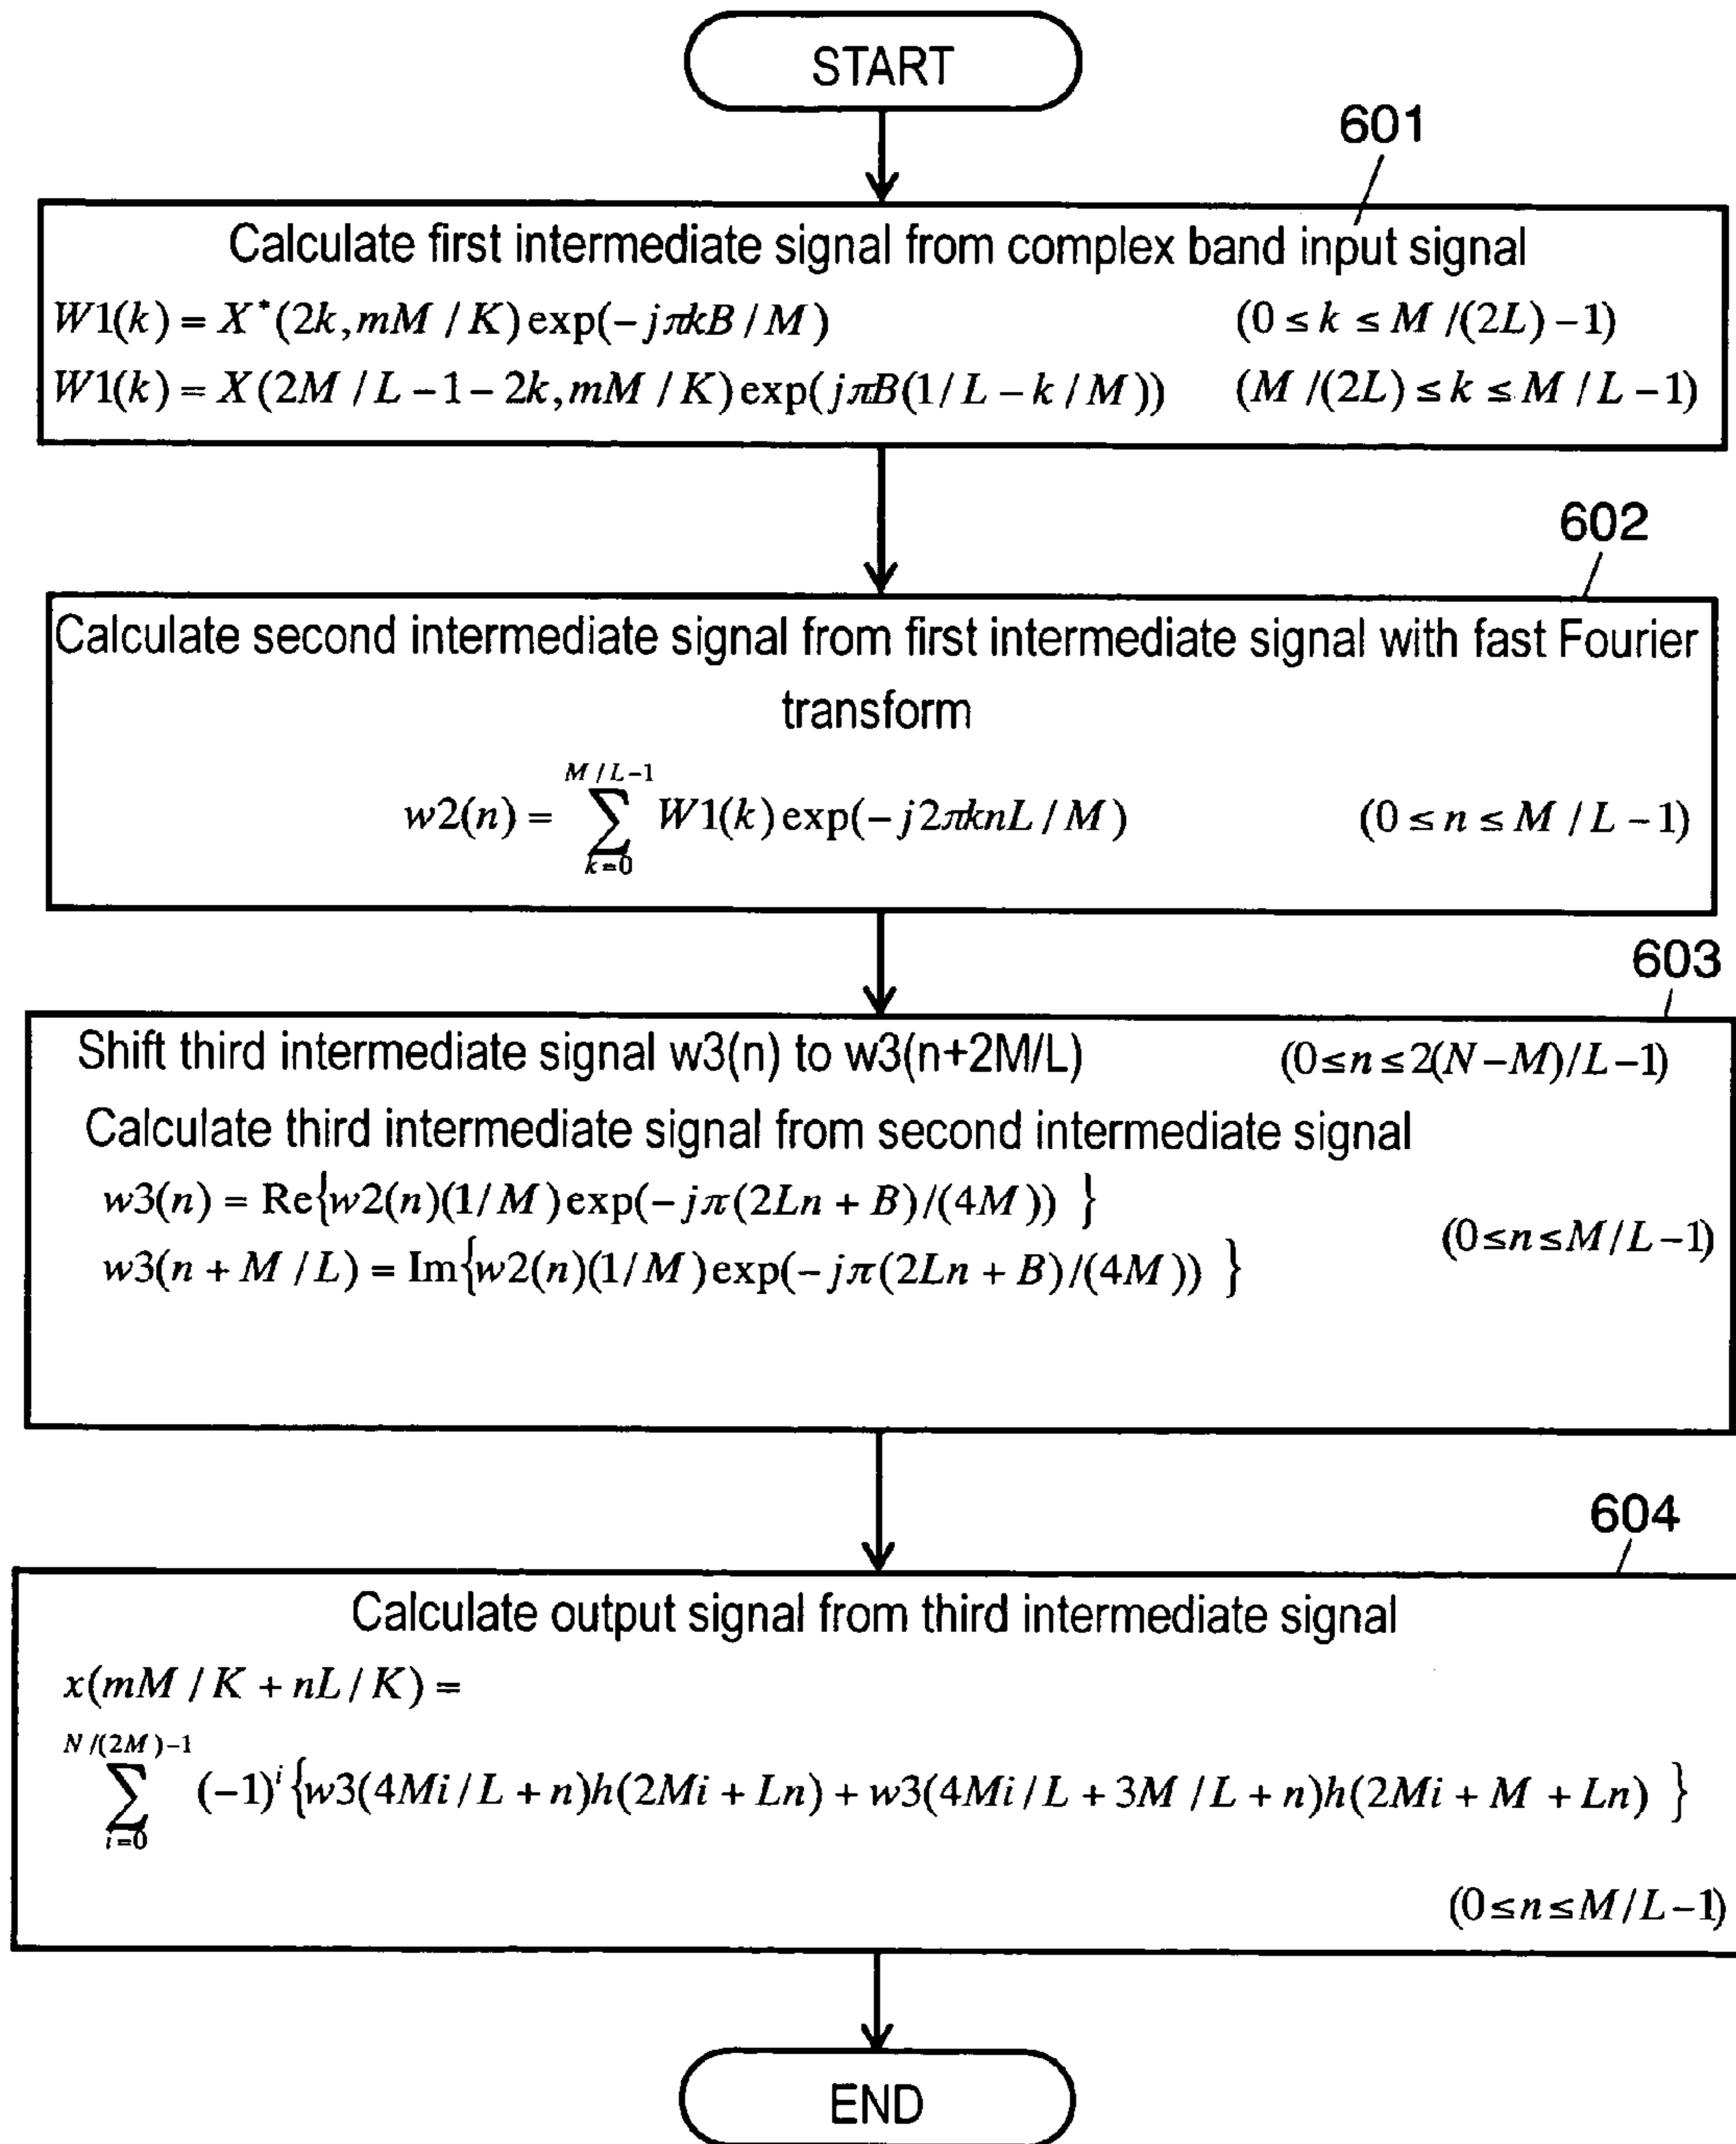 START
601
Calculate first intermediate signal from complex band input signal
W1(k) = X*(2k, mM / K) exp(-jπkB / M) (0 ≤ k ≤ M /(2L) - 1)
W1(k) = X(2M / L - 1 - 2k, mM / K) exp(jπB(1/ L - k / M)) (M /(2L) ≤ k ≤ M / L - 1)
602
Calculate second intermediate signal from first intermediate signal with fast Fourier
transform
w2(n) = ∑_{k=0}^{M/L-1} W1(k) exp(-j2πknL / M) (0 ≤ n ≤ M / L - 1)
603
Shift third intermediate signal w3(n) to w3(n+2M/L) (0≤n≤2(N-M)/L-1)
Calculate third intermediate signal from second intermediate signal
w3(n) = Re{w2(n)(1/M) exp(-jπ(2Ln + B)/(4M)) }
w3(n + M / L) = Im{w2(n)(1/M) exp(-jπ(2Ln + B)/(4M)) } (0≤n≤M/L-1)
604
Calculate output signal from third intermediate signal
x(mM / K + nL / K) =
∑_{i=0}^{N/(2M)-1} (-1)^i {w3(4Mi/L + n)h(2Mi + Ln) + w3(4Mi/L + 3M / L + n)h(2Mi + M + Ln) }
(0≤n≤M/L-1)
END